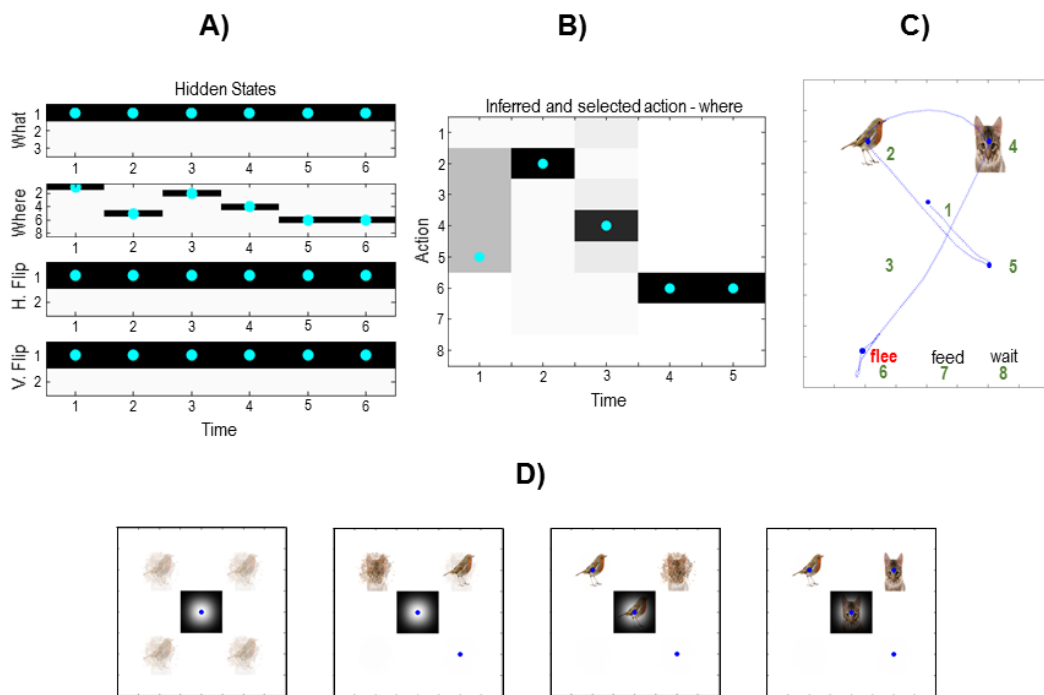 A)
B)
C)
Hidden States
What
1
2
3
1 2 3 4 5 6
Where
2
4
6
8
1 2 3 4 5 6
H. Flip
1
2
1 2 3 4 5 6
V. Flip
1
2
1 2 3 4 5 6
Time
Inferred and selected action - where
Action
1
2
3
4
5
6
7
8
1 2 3 4 5
Time
2 4
1
3 5
flee feed wait
6 7 8
D)